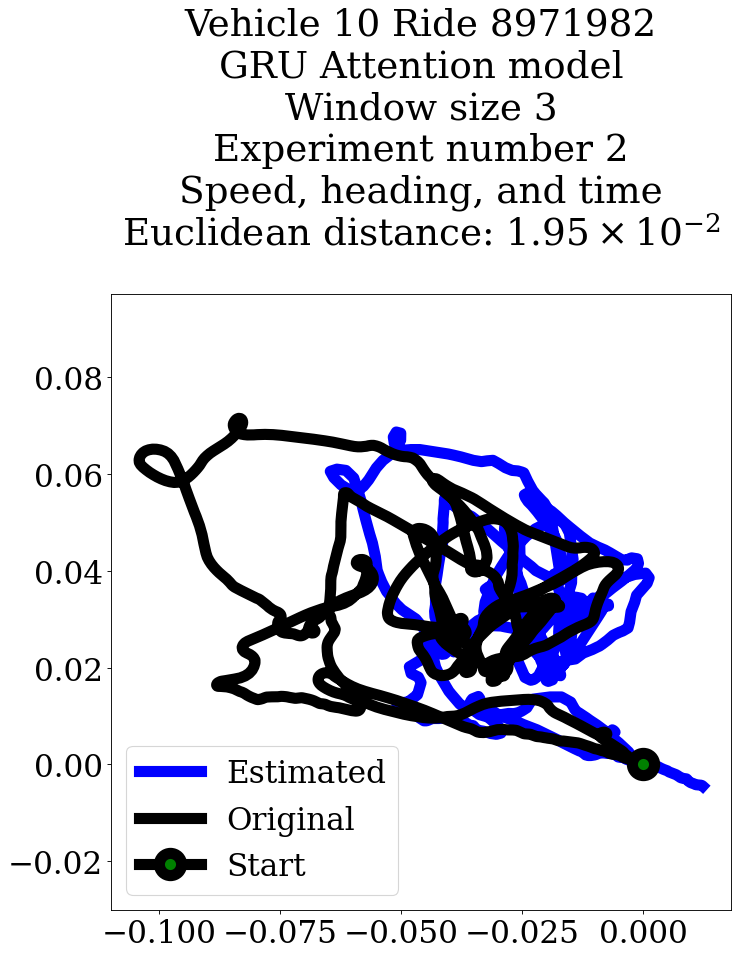 Vehicle 10 Ride 8971982
GRU Attention model
Window size 3
Experiment number 2
Speed, heading, and time
Euclidean distance: 1.95 × 10⁻²
0.08
0.06
0.04
0.02
0.00
−0.02
Estimated
Original
Start
−0.100 −0.075 −0.050 −0.025 0.000